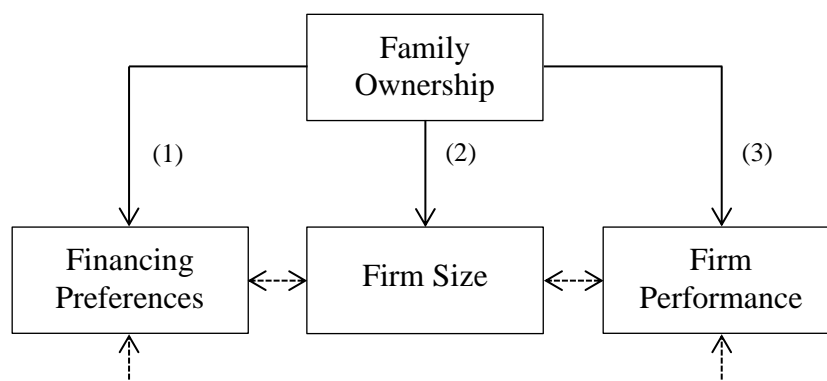 Family
Ownership
(1)
(2)
(3)
Financing
Preferences
Firm Size
Firm
Performance